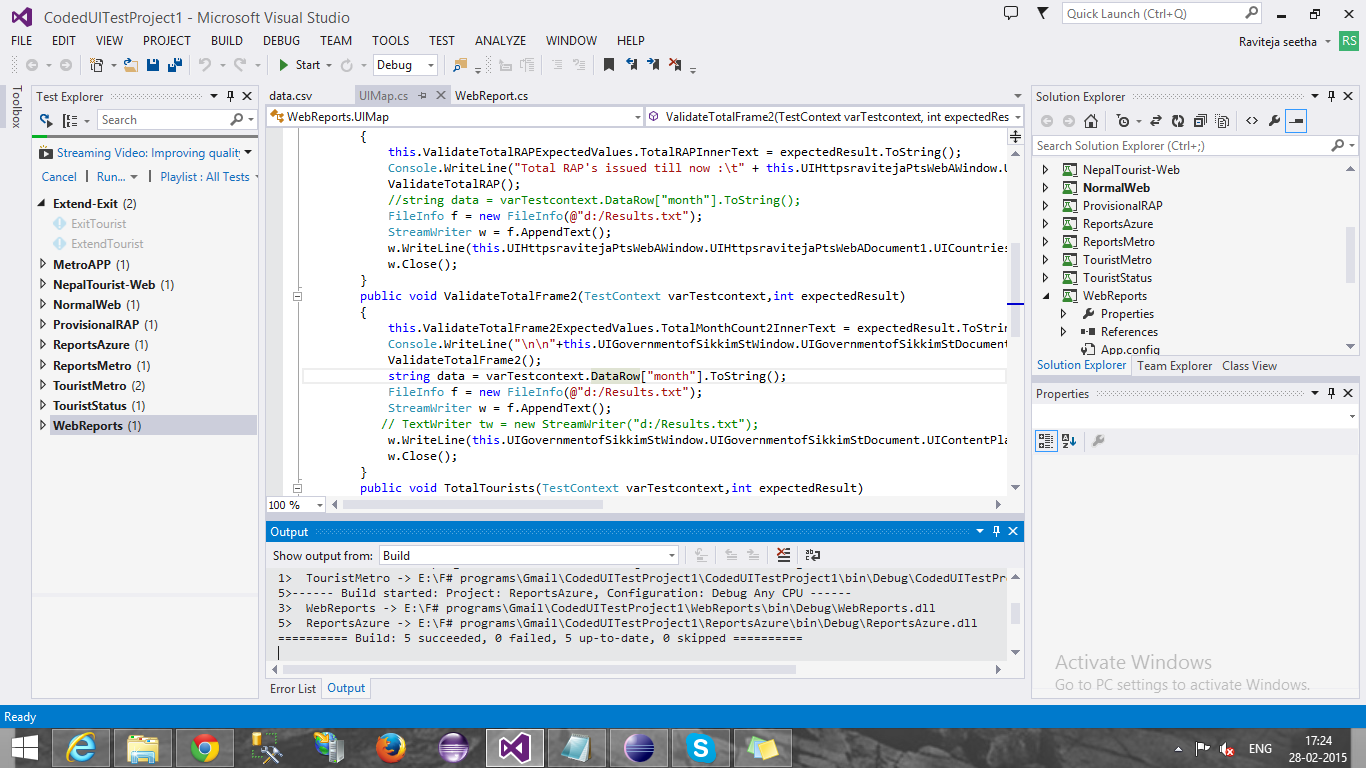 CodedUITestProject1 - Microsoft Visual Studio
Quick Launch (Ctrl+Q)
FILE EDIT VIEW PROJECT BUILD DEBUG TEAM TOOLS TEST ANALYZE WINDOW HELP
Raviteja seetha RS
Start Debug
Toolbox
Test Explorer
Search
Streaming Video: Improving quality
Cancel Run... Playlist : All Tests
Extend-Exit (2)
ExitTourist
ExtendTourist
MetroAPP (1)
NepalTourist-Web (1)
NormalWeb (1)
ProvisionalRAP (1)
ReportsAzure (1)
ReportsMetro (1)
TouristMetro (2)
TouristStatus (1)
WebReports (1)
data.csv UIMap.cs WebReport.cs
WebReports.UIMap ValidateTotalFrame2(TestContext varTestcontext, int expectedRes
{
this.ValidateTotalRAPExpectedValues.TotalRAPInnerText = expectedResult.ToString();
Console.WriteLine("Total RAP's issued till now :\t" + this.UIHttpsravitejaPtsWebAWindow.U
ValidateTotalRAP();
//string data = varTestcontext.DataRow["month"].ToString();
FileInfo f = new FileInfo(@"d:/Results.txt");
StreamWriter w = f.AppendText();
w.WriteLine(this.UIHttpsravitejaPtsWebAWindow.UIHttpsravitejaPtsWebADocument1.UICountries
w.Close();
}
public void ValidateTotalFrame2(TestContext varTestcontext,int expectedResult)
{
this.ValidateTotalFrame2ExpectedValues.TotalMonthCount2InnerText = expectedResult.ToStrin
Console.WriteLine("\n\n"+this.UIGovernmentofSikkimStWindow.UIGovernmentofSikkimStDocument
ValidateTotalFrame2();
string data = varTestcontext.DataRow["month"].ToString();
FileInfo f = new FileInfo(@"d:/Results.txt");
StreamWriter w = f.AppendText();
// TextWriter tw = new StreamWriter("d:/Results.txt");
w.WriteLine(this.UIGovernmentofSikkimStWindow.UIGovernmentofSikkimStDocument.UIContentPla
w.Close();
}
public void TotalTourists(TestContext varTestcontext,int expectedResult)
100 %
Output
Show output from: Build
1> TouristMetro -> E:\F# programs\Gmail\CodedUITestProject1\CodedUITestProject1\bin\Debug\CodedUITestPr
5>------ Build started: Project: ReportsAzure, Configuration: Debug Any CPU ------
3> WebReports -> E:\F# programs\Gmail\CodedUITestProject1\WebReports\bin\Debug\WebReports.dll
5> ReportsAzure -> E:\F# programs\Gmail\CodedUITestProject1\ReportsAzure\bin\Debug\ReportsAzure.dll
========== Build: 5 succeeded, 0 failed, 5 up-to-date, 0 skipped ==========
Error List Output
Solution Explorer
Search Solution Explorer (Ctrl+;)
NepalTourist-Web
NormalWeb
ProvisionalRAP
ReportsAzure
ReportsMetro
TouristMetro
TouristStatus
WebReports
Properties
References
App.config
Solution Explorer Team Explorer Class View
Properties
Activate Windows
Go to PC settings to activate Windows.
Ready
ENG
17:24
28-02-2015